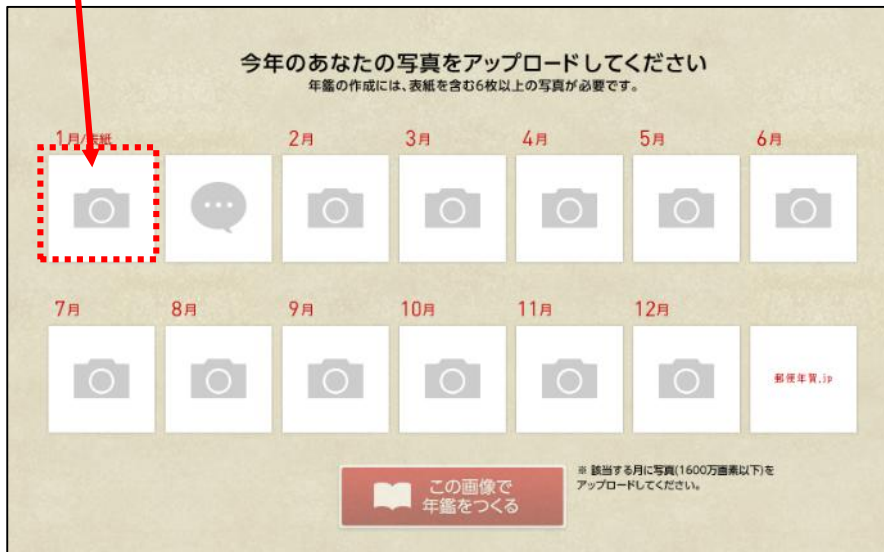 今年のあなたの写真をアップロードしてください
年鑑の作成には、表紙を含む6枚以上の写真が必要です。
1月/表紙
2月
3月
4月
5月
6月
7月
8月
9月
10月
11月
12月
郵便年賀.jp
この画像で
年鑑をつくる
※ 該当する月に写真(1600万画素以下)を
アップロードしてください。